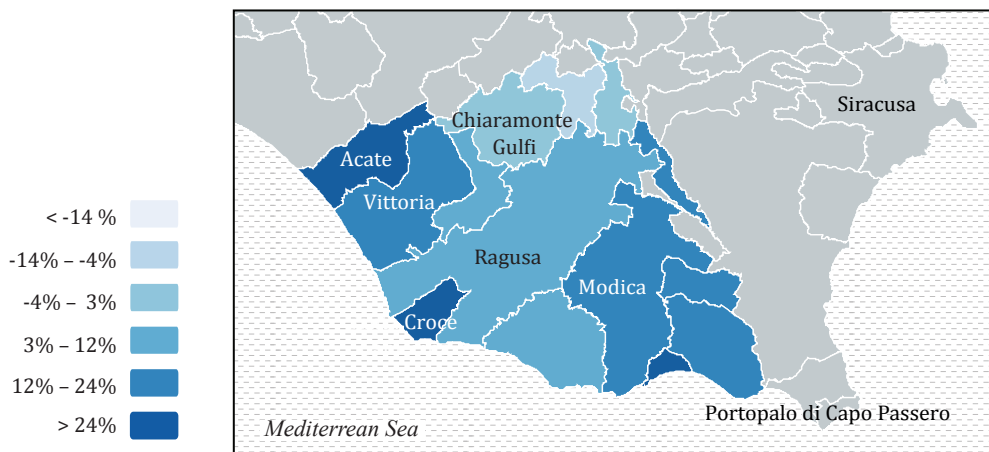 Siracusa
Chiaramonte
Gulfi
Acate
Vittoria
Ragusa
Modica
Croce
Portopalo di Capo Passero
Mediterrean Sea
< -14 %
-14% – -4%
-4% – 3%
3% – 12%
12% – 24%
> 24%